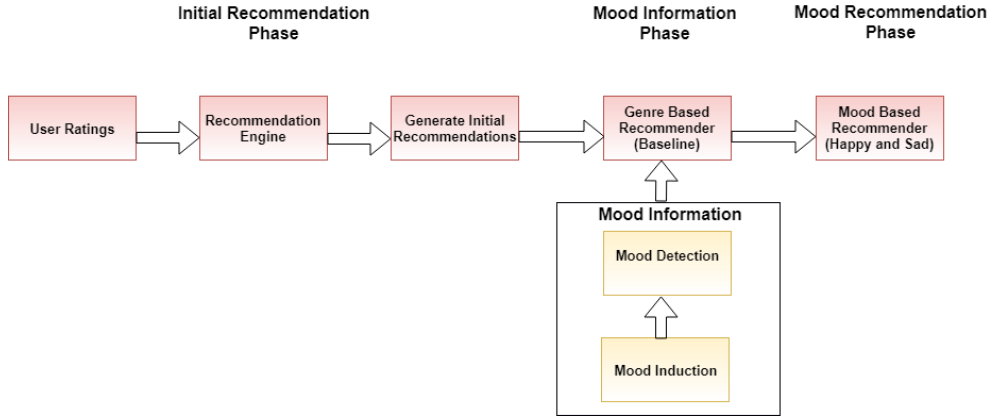 Initial Recommendation
Phase
Mood Information
Phase
Mood Recommendation
Phase
User Ratings
Recommendation
Engine
Generate Initial
Recommendations
Genre Based
Recommender
(Baseline)
Mood Based
Recommender
(Happy and Sad)
Mood Information
Mood Detection
Mood Induction